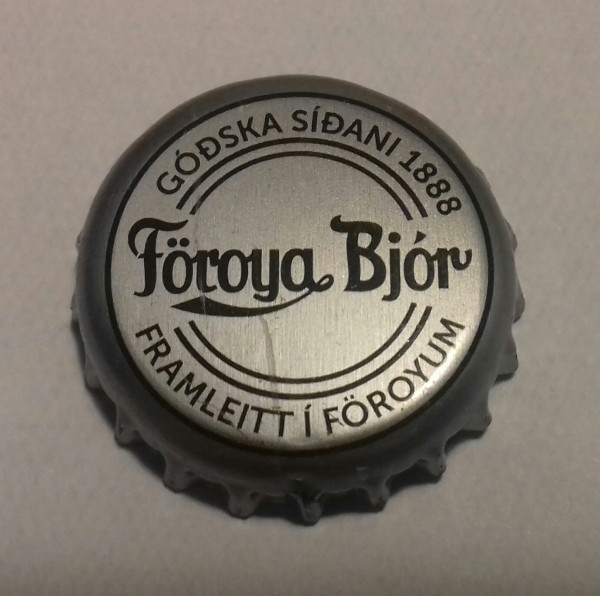 GÓÐSKA SÍÐANI 1888
Föroya Bjór
FRAMLEITT Í FÖROYUM